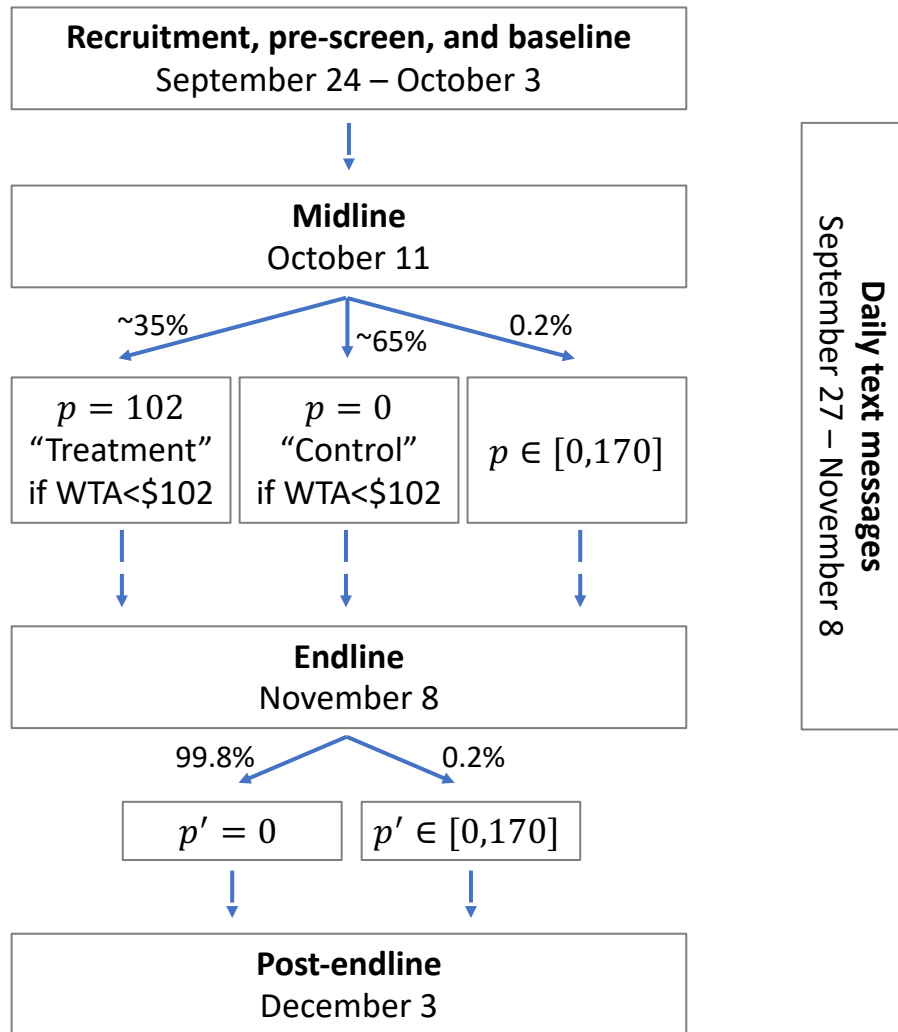 Recruitment, pre-screen, and baseline
September 24 – October 3
Midline
October 11
~35%
~65%
0.2%
p = 102
“Treatment”
if WTA<$102
p = 0
“Control”
if WTA<$102
p ∈ [0,170]
Endline
November 8
99.8%
0.2%
p′ = 0
p′ ∈ [0,170]
Post-endline
December 3
Daily text messages
September 27 – November 8